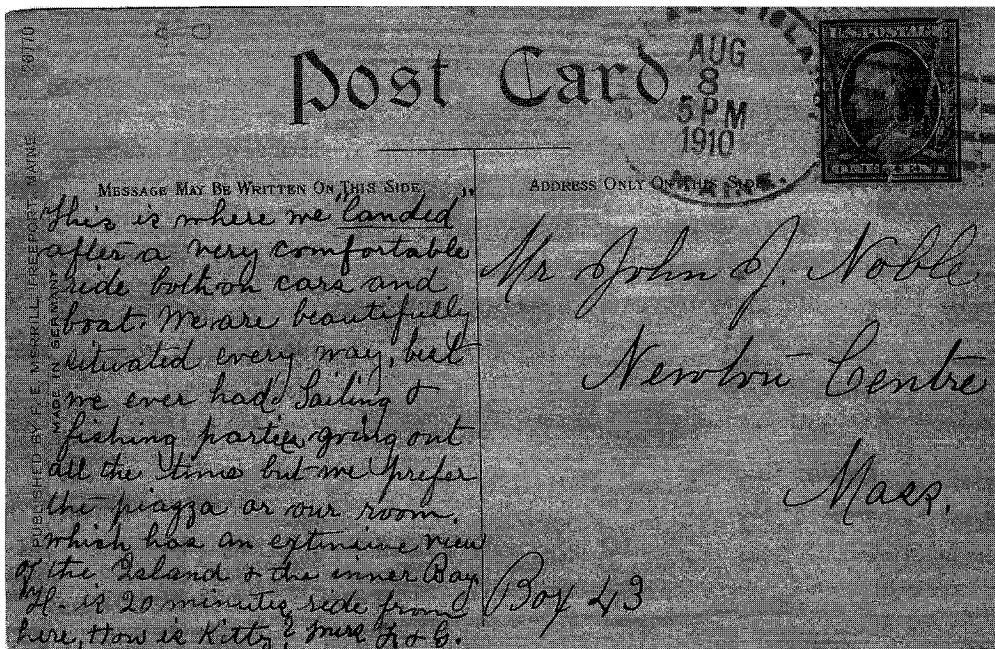 Post Card
AUG
8
5 PM
1910
U.S. POSTAGE
MESSAGE MAY BE WRITTEN ON THIS SIDE
ADDRESS ONLY ON THIS SIDE
This is where we "landed"
after a very comfortable
ride both on cars and
boat. We are beautifully
situated every way, best
we ever had. Sailing &
fishing parties going out
all the time but we prefer
the piazza or our room.
which has an extensive view
of the Island & the inner Bay.
H. is 20 minutes ride from
here, How is Kitty? &
Mr John J. Noble
Newton Centre
Mass.
Box 43
PUBLISHED BY F. E. MERRILL, FREEPORT, MAINE
MADE IN GERMANY